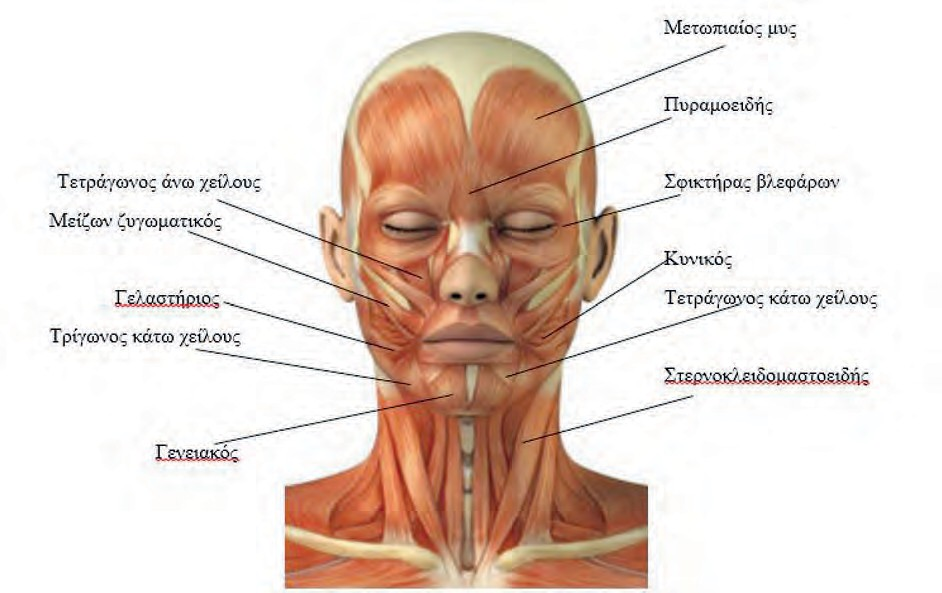 Μετωπιαίος μυς
Πυραμοειδής
Τετράγωνος άνω χείλους
Σφικτήρας βλεφάρων
Μείζων ζυγωματικός
Κυνικός
Γελαστήριος
Τετράγωνος κάτω χείλους
Τρίγωνος κάτω χείλους
Στερνοκλειδομαστοειδής
Γενειακός